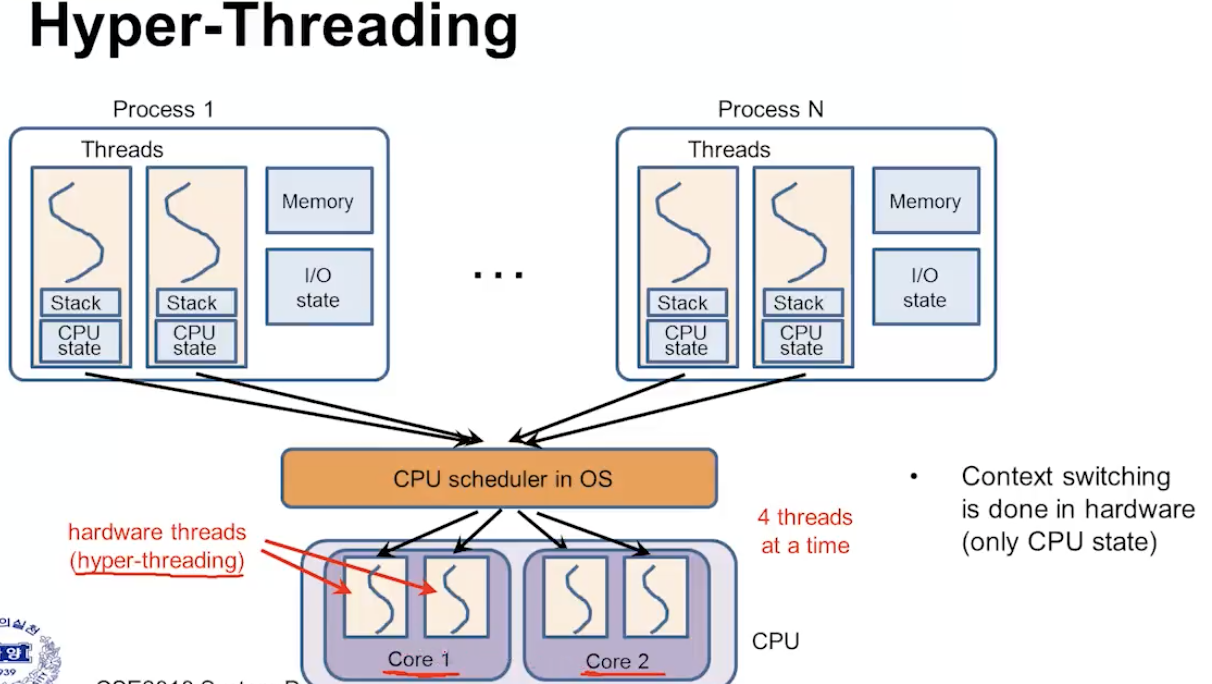 Hyper-Threading
Process 1
Process N
Threads
Threads
Memory
Memory
I/O
state
I/O
state
...
Stack
Stack
Stack
Stack
CPU
state
CPU
state
CPU
state
CPU
state
CPU scheduler in OS
• Context switching
is done in hardware
(only CPU state)
hardware threads
(hyper-threading)
4 threads
at a time
Core 1
Core 2
CPU